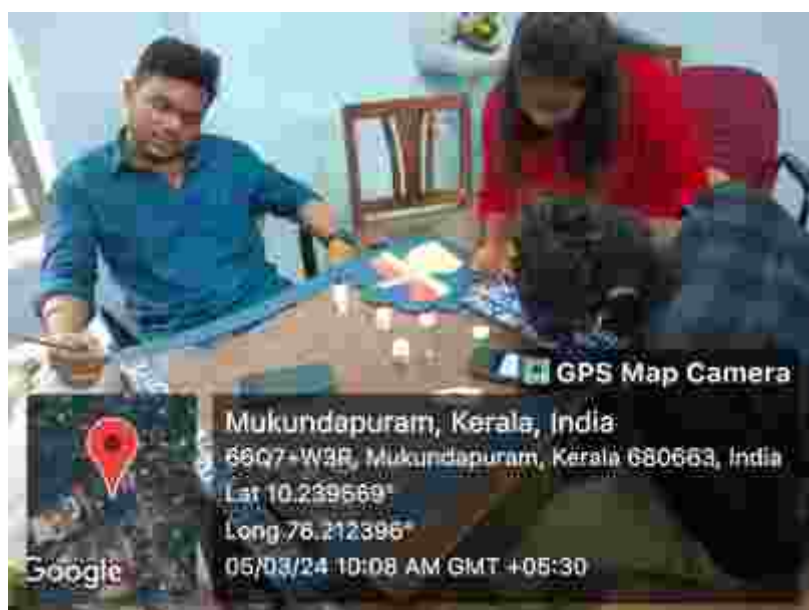 GPS Map Camera
Mukundapuram, Kerala, India
66Q7+W3R, Mukundapuram, Kerala 680663, India
Lat 10.239569°
Long 76.212396°
05/03/24 10:08 AM GMT +05:30
Google